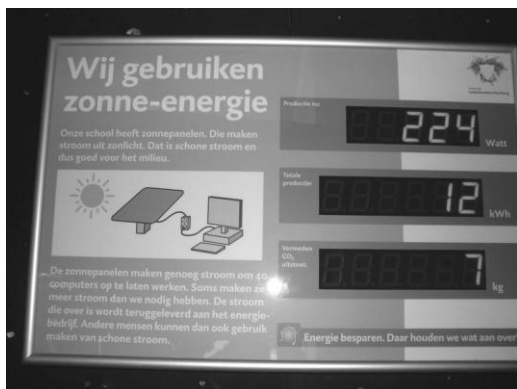 Wij gebruiken
zonne-energie
Onze school heeft zonnepanelen. Die maken
stroom uit zonlicht. Dat is schone stroom en
dus goed voor het milieu.
De zonnepanelen maken genoeg stroom om 40
computers op te laten werken. Soms maken ze
meer stroom dan we nodig hebben. De stroom
die over is wordt teruggeleverd aan het energie-
bedrijf. Andere mensen kunnen dan ook gebruik
maken van schone stroom.
Productie nu:
224
Watt
Totale
productie:
12
kWh
Vermeden
CO2
uitstoot:
7
kg
Energie besparen. Daar houden we wat aan over